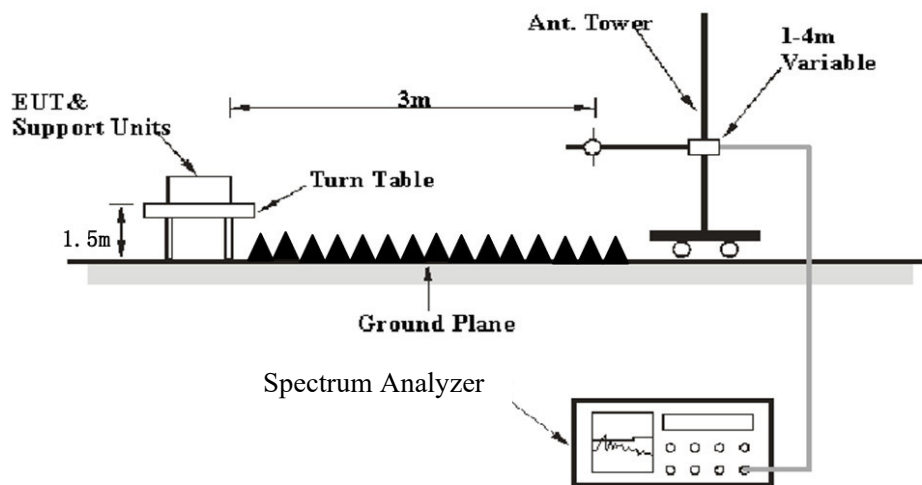 Ant. Tower
1-4m
Variable
3m
EUT&
Support Units
Turn Table
1.5m
Ground Plane
Spectrum Analyzer